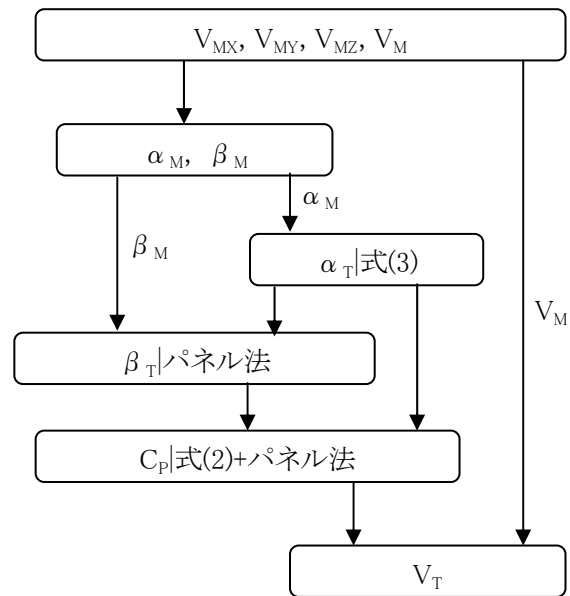 V_MX, V_MY, V_MZ, V_M
α_M, β_M
α_M
β_M
α_T|式(3)
V_M
β_T|パネル法
C_P|式(2)+パネル法
V_T